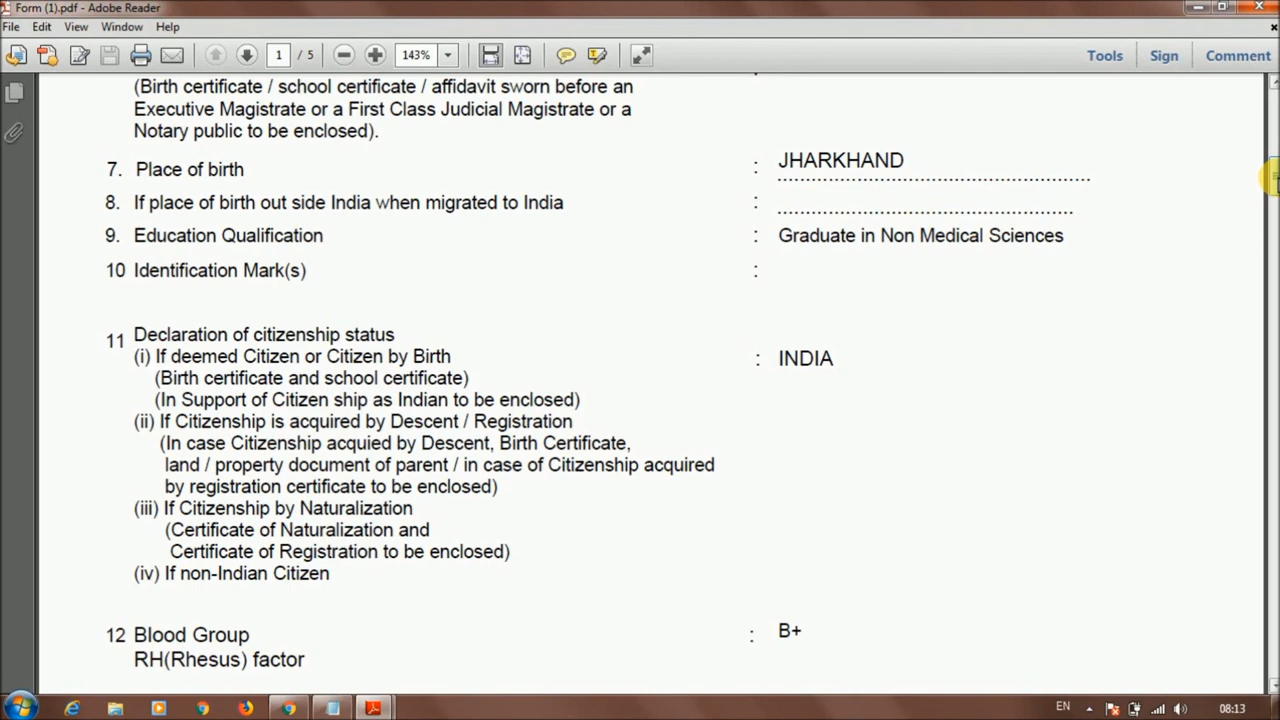 Form (1).pdf - Adobe Reader
File Edit View Window Help
1 / 5 143% Tools Sign Comment
(Birth certificate / school certificate / affidavit sworn before an
Executive Magistrate or a First Class Judicial Magistrate or a
Notary public to be enclosed).
7. Place of birth : JHARKHAND
8. If place of birth out side India when migrated to India :
9. Education Qualification : Graduate in Non Medical Sciences
10 Identification Mark(s) :
11 Declaration of citizenship status
(i) If deemed Citizen or Citizen by Birth : INDIA
(Birth certificate and school certificate)
(In Support of Citizen ship as Indian to be enclosed)
(ii) If Citizenship is acquired by Descent / Registration
(In case Citizenship acquied by Descent, Birth Certificate,
land / property document of parent / in case of Citizenship acquired
by registration certificate to be enclosed)
(iii) If Citizenship by Naturalization
(Certificate of Naturalization and
Certificate of Registration to be enclosed)
(iv) If non-Indian Citizen
12 Blood Group : B+
RH(Rhesus) factor
EN 08:13